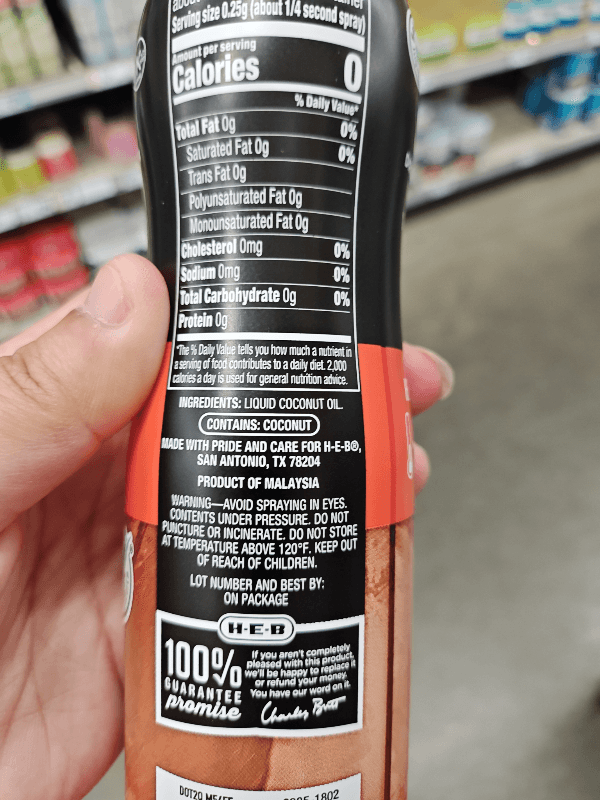 Serving size 0.25g (about 1/4 second spray)
Amount per serving
Calories 0
% Daily Value*
Total Fat 0g 0%
Saturated Fat 0g 0%
Trans Fat 0g
Polyunsaturated Fat 0g
Monounsaturated Fat 0g
Cholesterol 0mg 0%
Sodium 0mg 0%
Total Carbohydrate 0g 0%
Protein 0g
*The % Daily Value tells you how much a nutrient in
a serving of food contributes to a daily diet. 2,000
calories a day is used for general nutrition advice.
INGREDIENTS: LIQUID COCONUT OIL.
CONTAINS: COCONUT
MADE WITH PRIDE AND CARE FOR H-E-B®,
SAN ANTONIO, TX 78204
PRODUCT OF MALAYSIA
WARNING—AVOID SPRAYING IN EYES.
CONTENTS UNDER PRESSURE. DO NOT
PUNCTURE OR INCINERATE. DO NOT STORE
AT TEMPERATURE ABOVE 120°F. KEEP OUT
OF REACH OF CHILDREN.
LOT NUMBER AND BEST BY:
ON PACKAGE
H-E-B
100%
GUARANTEE
promise
If you aren't completely
pleased with this product,
we'll be happy to replace it
or refund your money.
You have our word on it.
Charles Butt
DOT2Q 1802